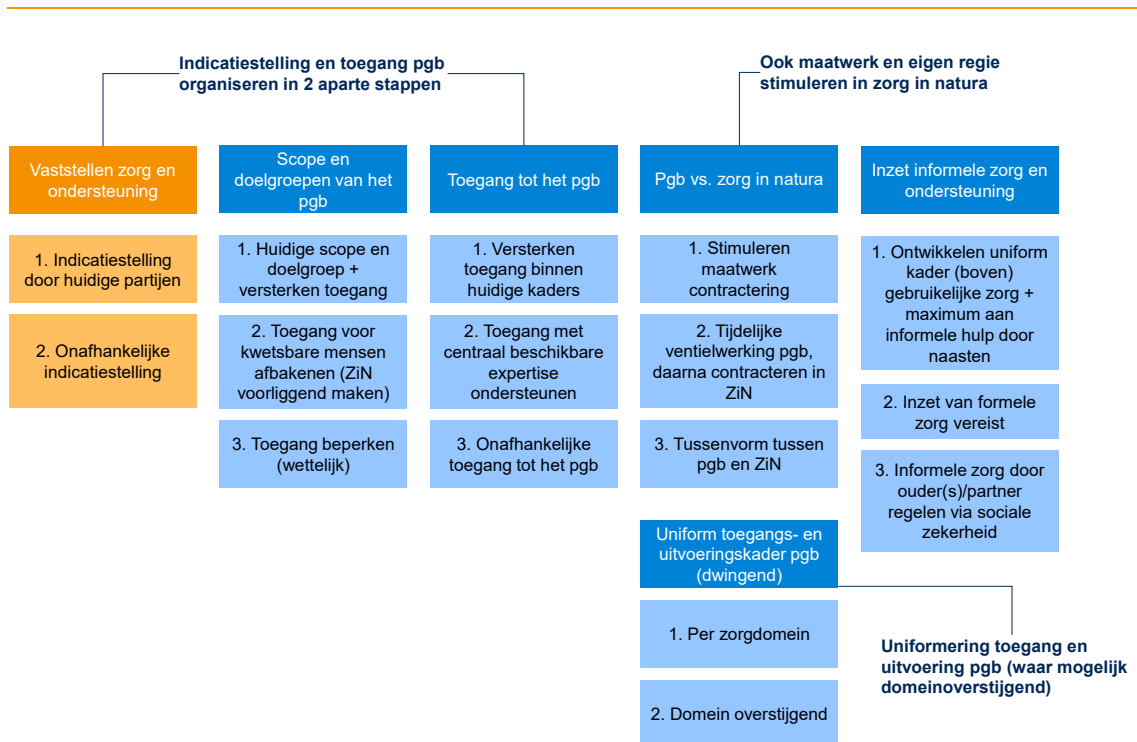 Indicatiestelling en toegang pgb
organiseren in 2 aparte stappen
Ook maatwerk en eigen regie
stimuleren in zorg in natura
Vaststellen zorg en
ondersteuning
1. Indicatiestelling
door huidige partijen
2. Onafhankelijke
indicatiestelling
Scope en
doelgroepen van het
pgb
1. Huidige scope en
doelgroep +
versterken toegang
2. Toegang voor
kwetsbare mensen
afbakenen (ZiN
voorliggend maken)
3. Toegang beperken
(wettelijk)
Toegang tot het pgb
1. Versterken
toegang binnen
huidige kaders
2. Toegang met
centraal beschikbare
expertise
ondersteunen
3. Onafhankelijke
toegang tot het pgb
Pgb vs. zorg in natura
1. Stimuleren
maatwerk
contractering
2. Tijdelijke
ventielwerking pgb,
daarna contracteren in
ZiN
3. Tussenvorm tussen
pgb en ZiN
Inzet informele zorg en
ondersteuning
1. Ontwikkelen uniform
kader (boven)
gebruikelijke zorg +
maximum aan
informele hulp door
naasten
2. Inzet van formele
zorg vereist
3. Informele zorg door
ouder(s)/partner
regelen via sociale
zekerheid
Uniform toegangs- en
uitvoeringskader pgb
(dwingend)
1. Per zorgdomein
2. Domein overstijgend
Uniformering toegang en
uitvoering pgb (waar mogelijk
domeinoverstijgend)